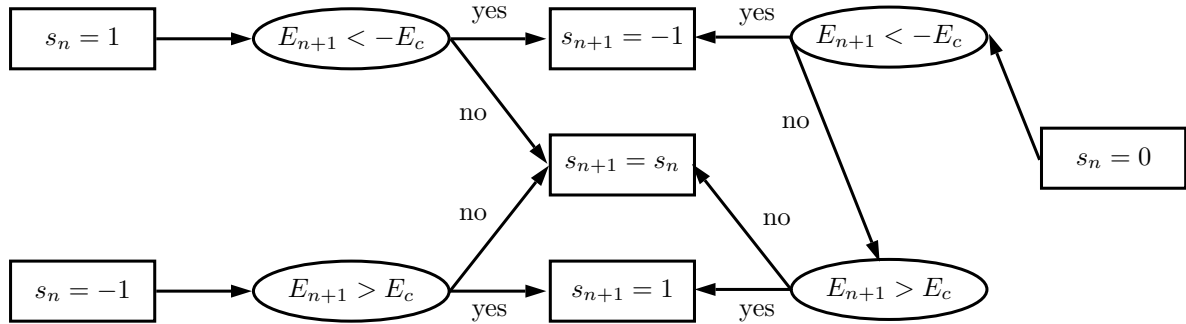 yes
yes
s_n = 1
E_{n+1} < -E_c
s_{n+1} = -1
E_{n+1} < -E_c
no
no
s_{n+1} = s_n
s_n = 0
no
no
s_n = -1
E_{n+1} > E_c
s_{n+1} = 1
E_{n+1} > E_c
yes
yes